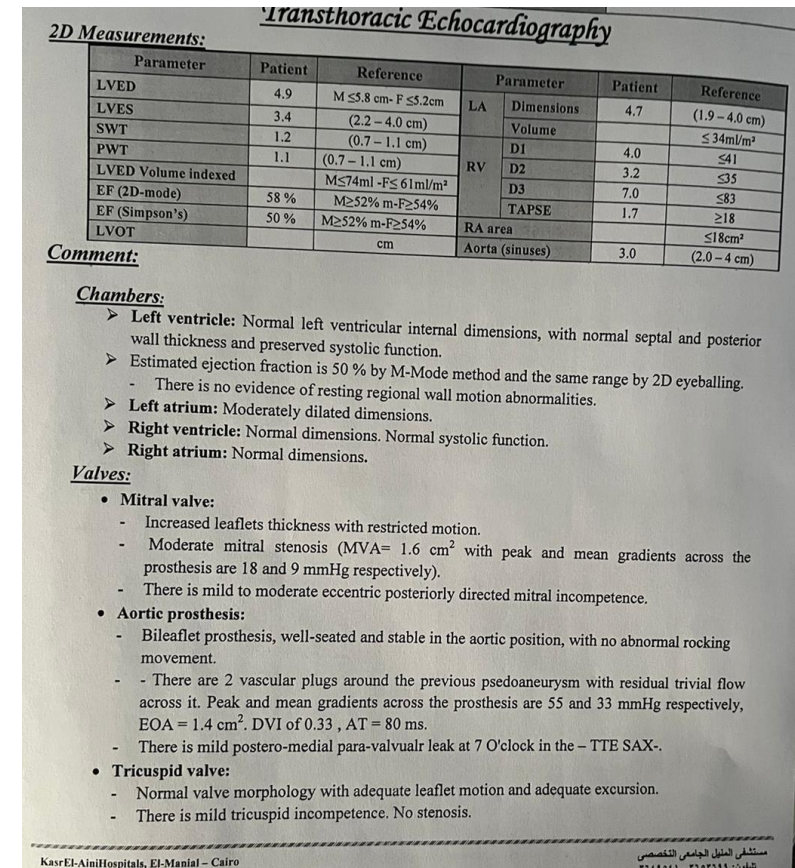 Transthoracic Echocardiography
2D Measurements:
Parameter Patient Reference Parameter Patient Reference
LVED 4.9 M ≤5.8 cm- F ≤5.2cm LA Dimensions 4.7 (1.9 – 4.0 cm)
LVES 3.4 (2.2 – 4.0 cm) Volume ≤ 34ml/m²
SWT 1.2 (0.7 – 1.1 cm) RV D1 4.0 ≤41
PWT 1.1 (0.7 – 1.1 cm) D2 3.2 ≤35
LVED Volume indexed M≤74ml -F≤ 61ml/m² D3 7.0 ≤83
EF (2D-mode) 58 % M≥52% m-F≥54% TAPSE 1.7 ≥18
EF (Simpson's) 50 % M≥52% m-F≥54% RA area ≤18cm²
LVOT cm Aorta (sinuses) 3.0 (2.0 – 4 cm)
Comment:
Chambers:
➤ Left ventricle: Normal left ventricular internal dimensions, with normal septal and posterior
wall thickness and preserved systolic function.
➤ Estimated ejection fraction is 50 % by M-Mode method and the same range by 2D eyeballing.
- There is no evidence of resting regional wall motion abnormalities.
➤ Left atrium: Moderately dilated dimensions.
➤ Right ventricle: Normal dimensions. Normal systolic function.
➤ Right atrium: Normal dimensions.
Valves:
• Mitral valve:
- Increased leaflets thickness with restricted motion.
- Moderate mitral stenosis (MVA= 1.6 cm² with peak and mean gradients across the
prosthesis are 18 and 9 mmHg respectively).
- There is mild to moderate eccentric posteriorly directed mitral incompetence.
• Aortic prosthesis:
- Bileaflet prosthesis, well-seated and stable in the aortic position, with no abnormal rocking
movement.
- - There are 2 vascular plugs around the previous psedoaneurysm with residual trivial flow
across it. Peak and mean gradients across the prosthesis are 55 and 33 mmHg respectively,
EOA = 1.4 cm². DVI of 0.33 , AT = 80 ms.
- There is mild postero-medial para-valvualr leak at 7 O'clock in the – TTE SAX-.
• Tricuspid valve:
- Normal valve morphology with adequate leaflet motion and adequate excursion.
- There is mild tricuspid incompetence. No stenosis.
KasrEl-AiniHospitals, El-Manial – Cairo
مستشفى المنيل الجامعي التخصصي